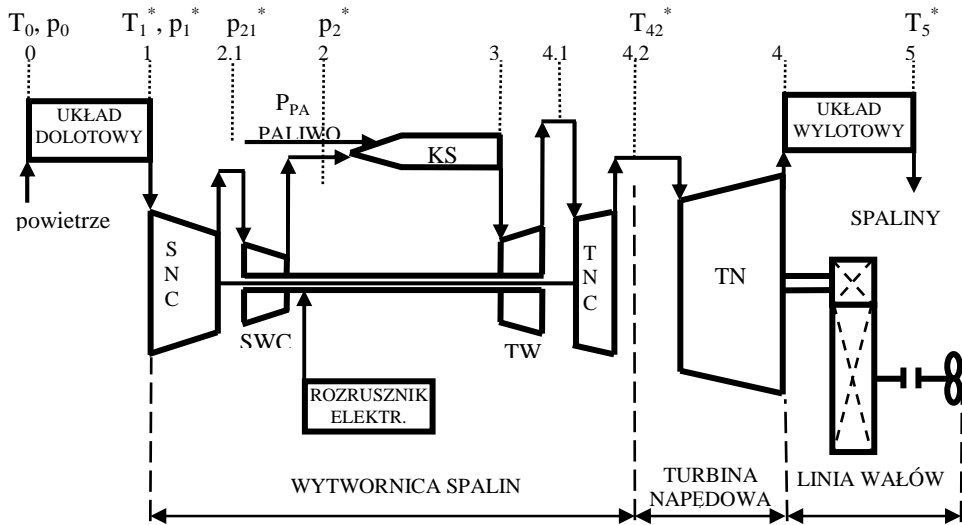 T0, p0 T1*, p1* p21* p2* T42* T5*
0 1 2.1 2 3 4.1 4.2 4 5
UKŁAD
DOLOTOWY
PPA
PALIWO
KS
UKŁAD
WYLOTOWY
powietrze
SPALINY
S
N
C
SWC
TW
T
N
C
TN
ROZRUSZNIK
ELEKTR.
WYTWORNICA SPALIN
TURBINA
NAPĘDOWA
LINIA WAŁÓW